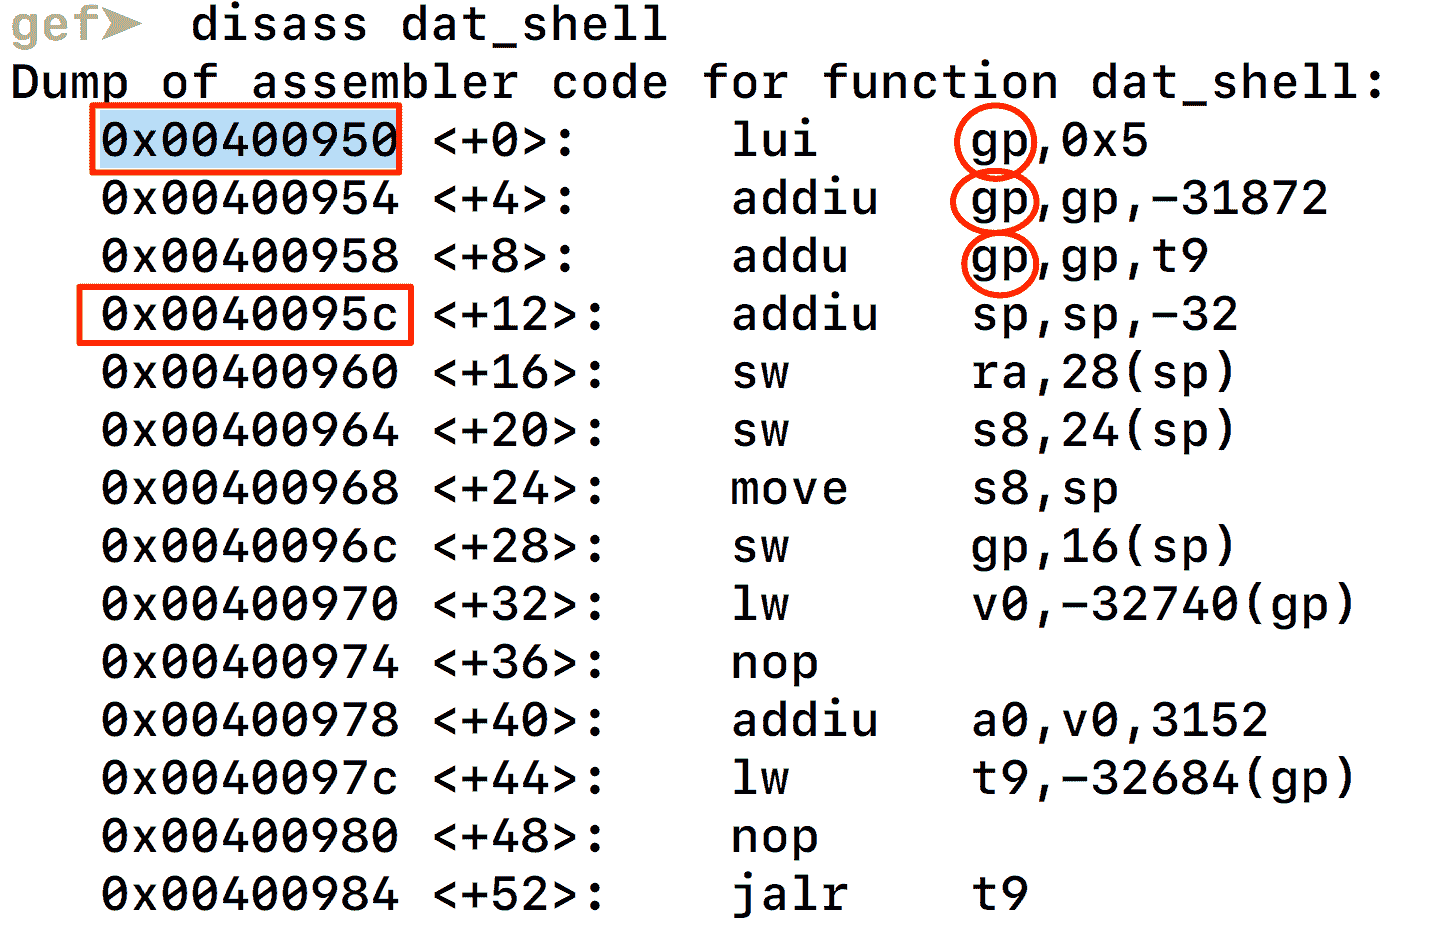 gef➤ disass dat_shell
Dump of assembler code for function dat_shell:
0x00400950 <+0>: lui gp,0x5
0x00400954 <+4>: addiu gp,gp,-31872
0x00400958 <+8>: addu gp,gp,t9
0x0040095c <+12>: addiu sp,sp,-32
0x00400960 <+16>: sw ra,28(sp)
0x00400964 <+20>: sw s8,24(sp)
0x00400968 <+24>: move s8,sp
0x0040096c <+28>: sw gp,16(sp)
0x00400970 <+32>: lw v0,-32740(gp)
0x00400974 <+36>: nop
0x00400978 <+40>: addiu a0,v0,3152
0x0040097c <+44>: lw t9,-32684(gp)
0x00400980 <+48>: nop
0x00400984 <+52>: jalr t9